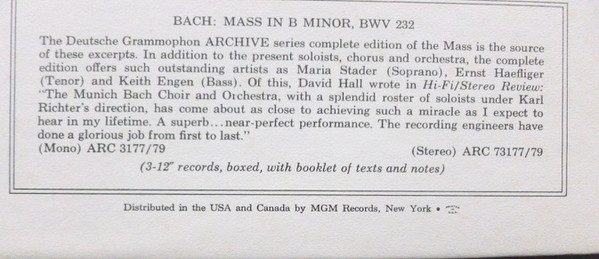 BACH: MASS IN B MINOR, BWV 232
The Deutsche Grammophon ARCHIVE series complete edition of the Mass is the source
of these excerpts. In addition to the present soloists, chorus and orchestra, the complete
edition offers such outstanding artists as Maria Stader (Soprano), Ernst Haefliger
(Tenor) and Keith Engen (Bass). Of this, David Hall wrote in Hi-Fi/Stereo Review:
"The Munich Bach Choir and Orchestra, with a splendid roster of soloists under Karl
Richter's direction, has come about as close to achieving such a miracle as I expect to
hear in my lifetime. A superb...near-perfect performance. The recording engineers have
done a glorious job from first to last."
(Mono) ARC 3177/79 (Stereo) ARC 73177/79
(3-12" records, boxed, with booklet of texts and notes)
Distributed in the USA and Canada by MGM Records, New York •